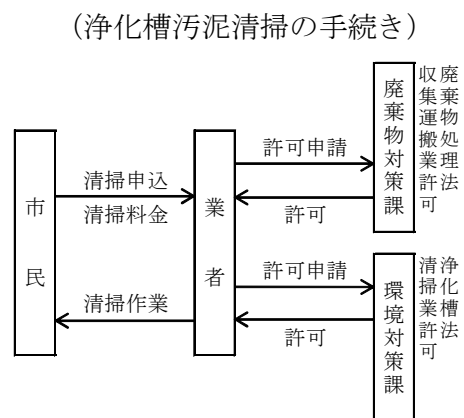 （浄化槽汚泥清掃の手続き）
市民
清掃申込
清掃料金
清掃作業
業者
許可申請
許可
許可申請
許可
廃棄物対策課
廃棄物処理法
収集運搬業許可
環境対策課
浄化槽法
清掃業許可